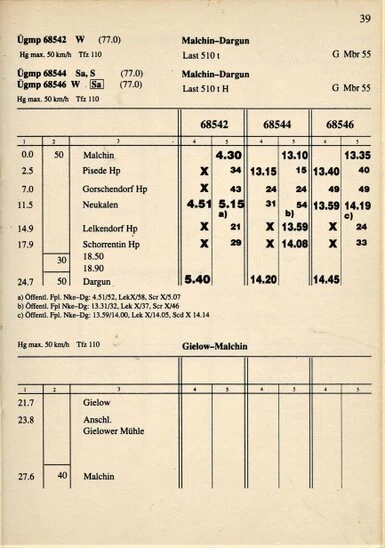 39
Ügmp 68542 W (77.0) Malchin–Dargun
Hg max. 50 km/h Tfz 110 Last 510 t G Mbr 55
Ügmp 68544 Sa, S (77.0) Malchin–Dargun
Ügmp 68546 W . Sa (77.0) Last 510 t H G Mbr 55
Hg max. 50 km/h Tfz 110
68542 68544 68546
1 2 3 4 5 4 5 4 5
0.0 50 Malchin 4.30 13.10 13.35
2.5 Pisede Hp X 34 13.15 15 13.40 40
7.0 Gorschendorf Hp X 43 24 24 49 49
11.5 Neukalen 4.51 5.15 31 54 13.59 14.19
a) b) c)
14.9 Lelkendorf Hp X 21 X 13.59 X 24
17.9 Schorrentin Hp X 29 X 14.08 X 33
18.50
30 18.90
24.7 50 Dargun 5.40 14.20 14.45
a) Öffentl. Fpl Nke–Dg: 4.51/52, LekX/58, Scr X/5.07
b) Öffentl. Fpl Nke–Dg 13.31/32, Lek X/37, Scr X/46
c) Öffentl. Fpl Nke–Dg: 13.59/14.00, Lek X/14.05, Scd X 14.14
Hg max. 50 km/h Tfz 110 Gielow–Malchin
1 2 3 4 5 4 5 4 5
21.7 Gielow
23.8 Anschl.
Gielower Mühle
27.6 40 Malchin